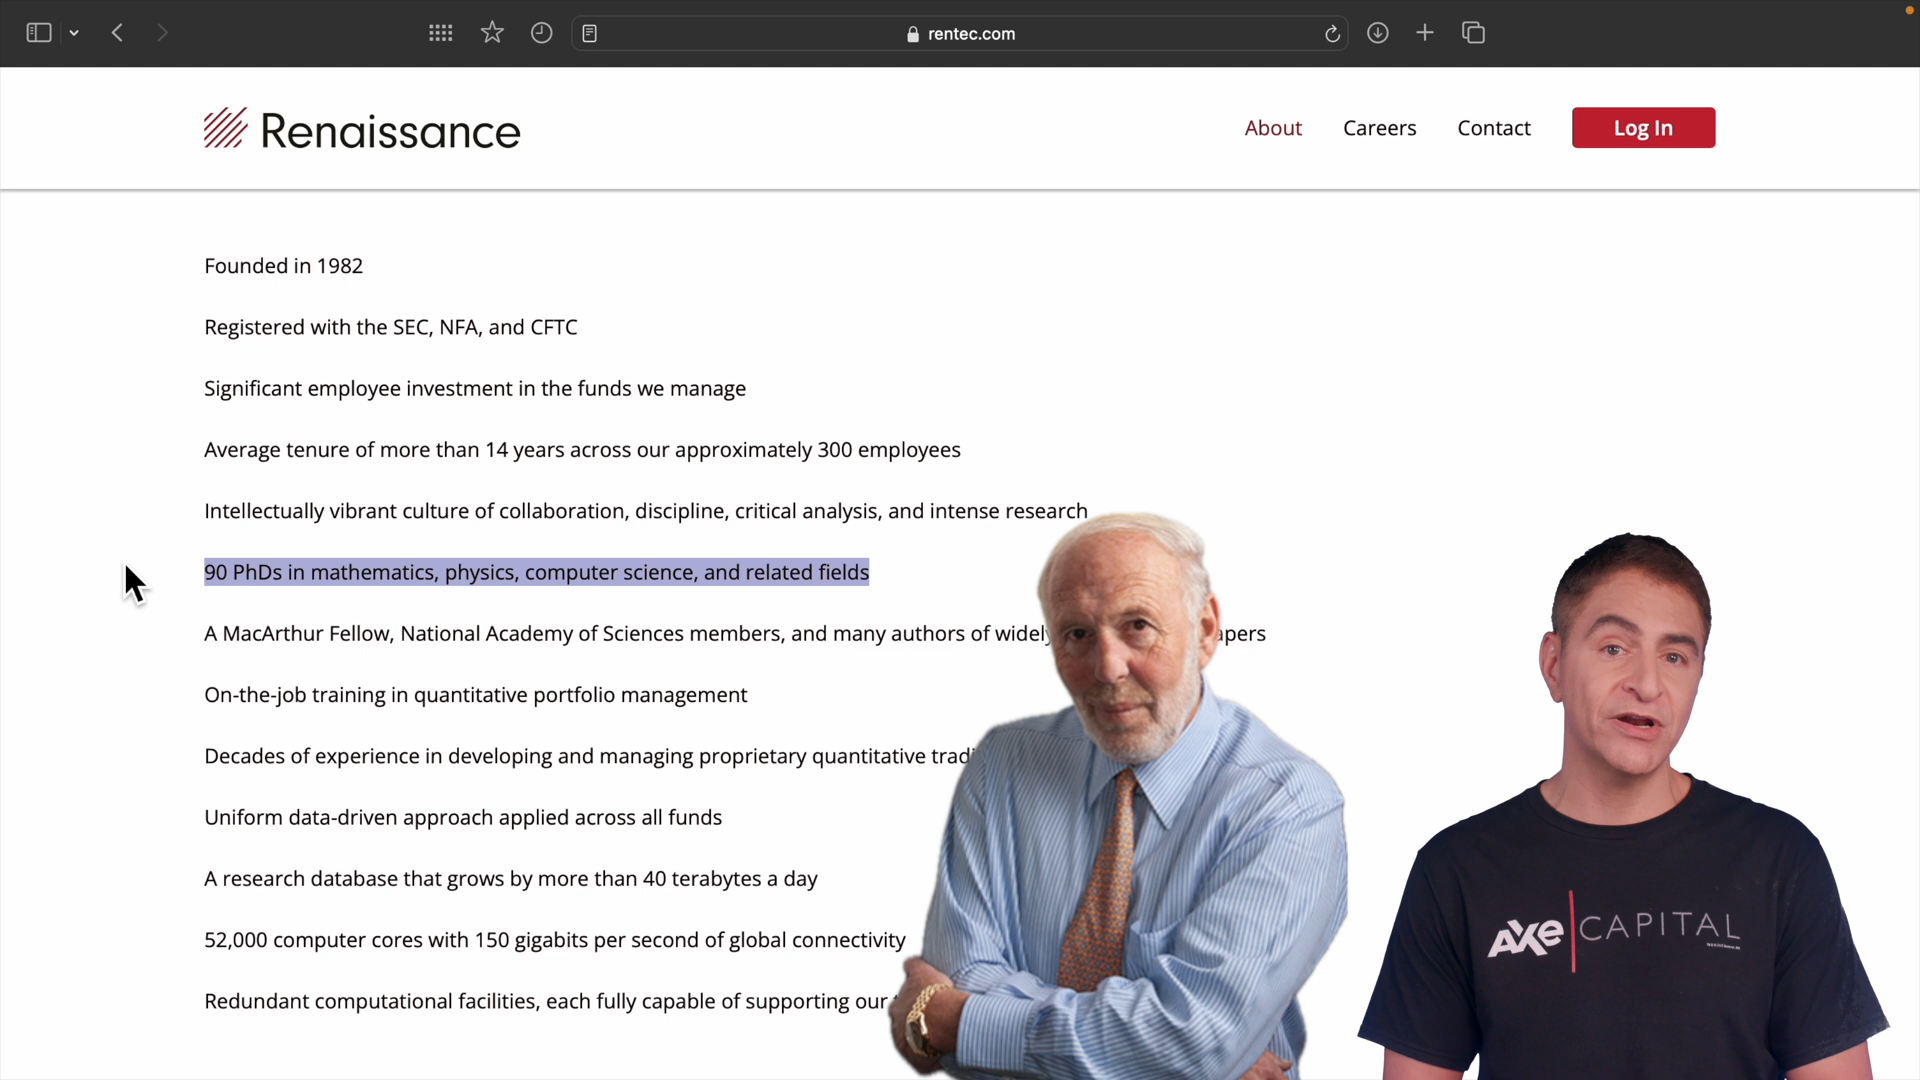 rentec.com
Renaissance
About
Careers
Contact
Log In
Founded in 1982
Registered with the SEC, NFA, and CFTC
Significant employee investment in the funds we manage
Average tenure of more than 14 years across our approximately 300 employees
Intellectually vibrant culture of collaboration, discipline, critical analysis, and intense research
90 PhDs in mathematics, physics, computer science, and related fields
A MacArthur Fellow, National Academy of Sciences members, and many authors of widely
On-the-job training in quantitative portfolio management
Decades of experience in developing and managing proprietary quantitative
Uniform data-driven approach applied across all funds
A research database that grows by more than 40 terabytes a day
52,000 computer cores with 150 gigabits per second of global connectivity
Redundant computational facilities, each fully capable of supporting our
AXE CAPITAL